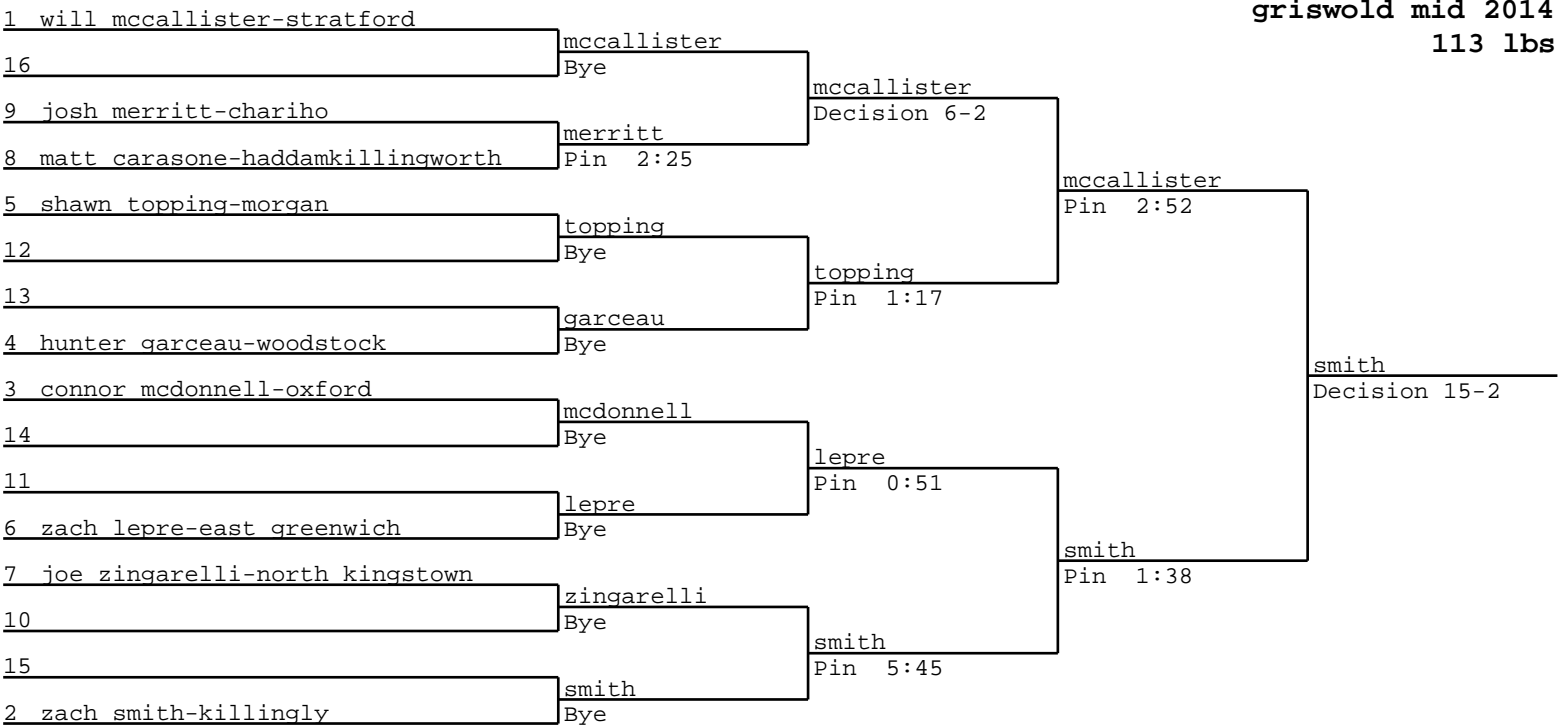 griswold mid 2014
113 lbs
1 will mccallister-stratford
16
9 josh merritt-chariho
8 matt carasone-haddamkillingworth
5 shawn topping-morgan
12
13
4 hunter garceau-woodstock
3 connor mcdonnell-oxford
14
11
6 zach lepre-east greenwich
7 joe zingarelli-north kingstown
10
15
2 zach smith-killingly
mccallister
Bye
merritt
Pin 2:25
topping
Bye
garceau
Bye
mcdonnell
Bye
lepre
Bye
zingarelli
Bye
smith
Bye
mccallister
Decision 6-2
topping
Pin 1:17
lepre
Pin 0:51
smith
Pin 5:45
mccallister
Pin 2:52
smith
Pin 1:38
smith
Decision 15-2